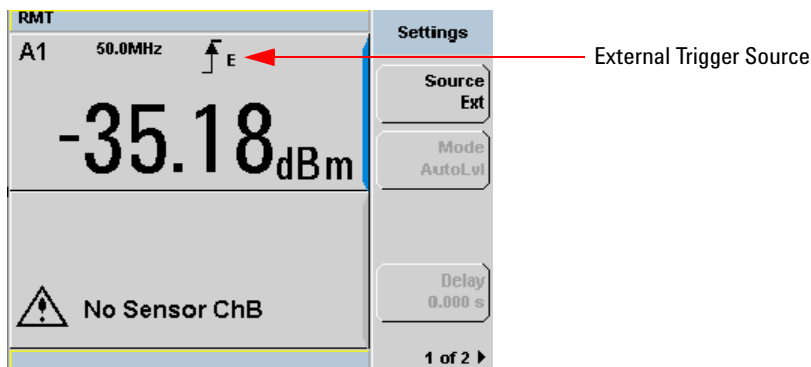 RMT
A1 50.0MHz E
-35.18dBm
No Sensor ChB
Settings
Source
Ext
Mode
AutoLvl
Delay
0.000 s
1 of 2
External Trigger Source